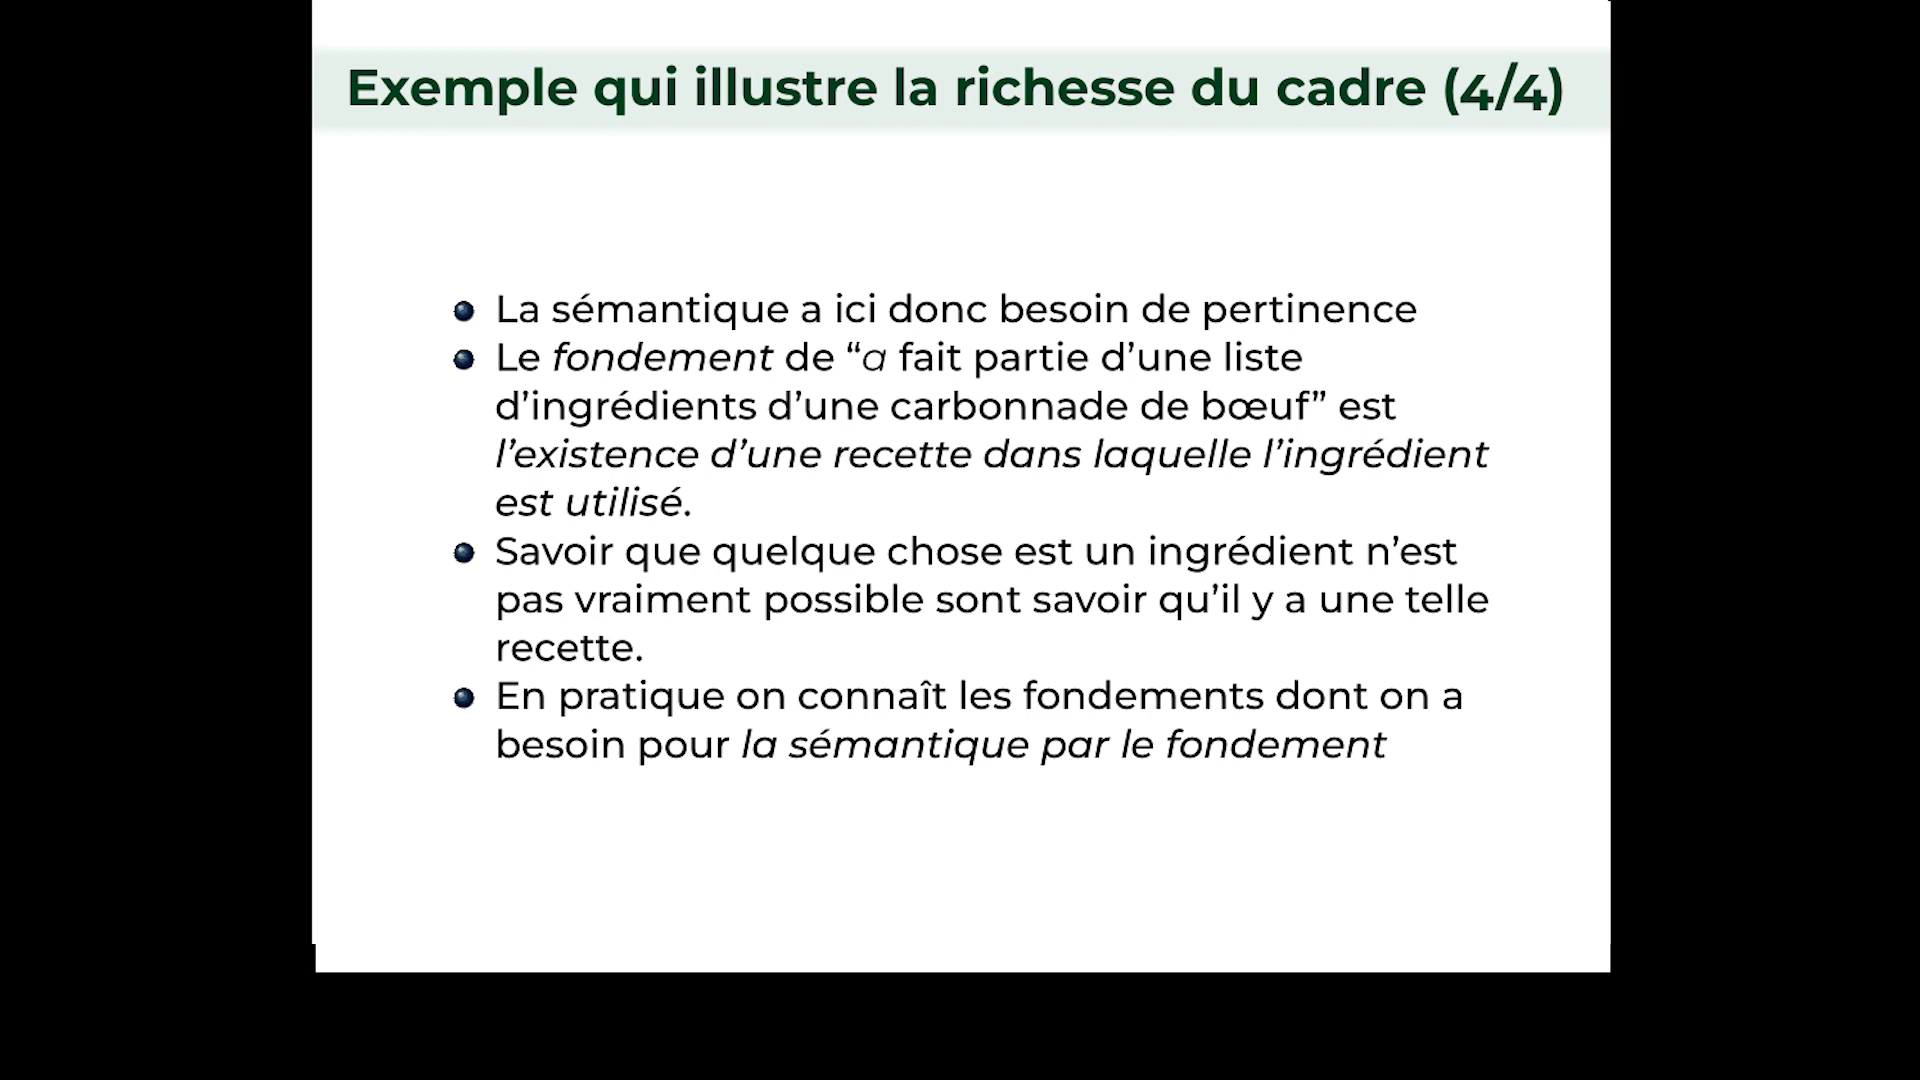 Exemple qui illustre la richesse du cadre (4/4)
La sémantique a ici donc besoin de pertinence
Le fondement de “a fait partie d’une liste
d’ingrédients d’une carbonnade de bœuf” est
l’existence d’une recette dans laquelle l’ingrédient
est utilisé.
Savoir que quelque chose est un ingrédient n’est
pas vraiment possible sont savoir qu’il y a une telle
recette.
En pratique on connaît les fondements dont on a
besoin pour la sémantique par le fondement